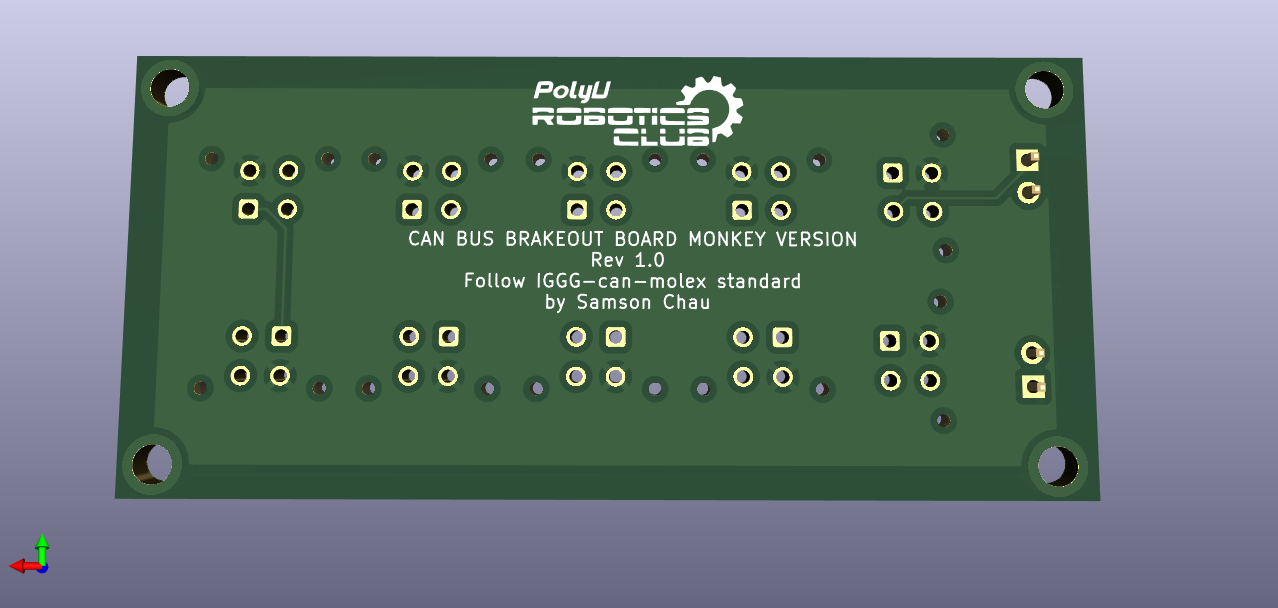 PolyU
ROBOTICS
CLUB
CAN BUS BRAKEOUT BOARD MONKEY VERSION
Rev 1.0
Follow IGGG-can-molex standard
by Samson Chau